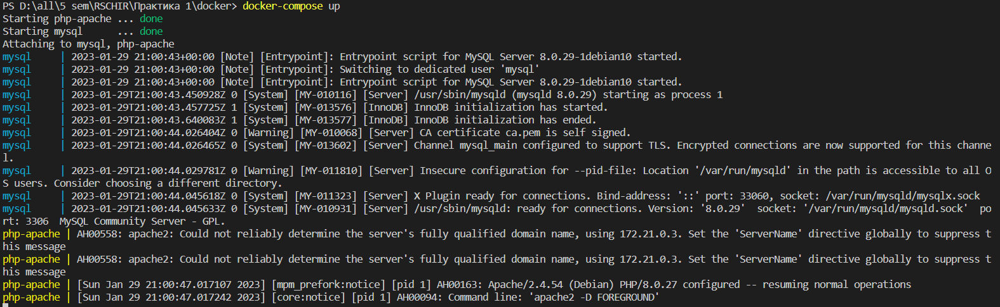 PS D:\all\5 sem\RSCHIR\Практика 1\docker> docker-compose up
Starting php-apache ... done
Starting mysql      ... done
Attaching to mysql, php-apache
mysql     | 2023-01-29 21:00:43+00:00 [Note] [Entrypoint]: Entrypoint script for MySQL Server 8.0.29-1debian10 started.
mysql     | 2023-01-29 21:00:43+00:00 [Note] [Entrypoint]: Switching to dedicated user 'mysql'
mysql     | 2023-01-29 21:00:43+00:00 [Note] [Entrypoint]: Entrypoint script for MySQL Server 8.0.29-1debian10 started.
mysql     | 2023-01-29T21:00:43.450928Z 0 [System] [MY-010116] [Server] /usr/sbin/mysqld (mysqld 8.0.29) starting as process 1
mysql     | 2023-01-29T21:00:43.457725Z 1 [System] [MY-013576] [InnoDB] InnoDB initialization has started.
mysql     | 2023-01-29T21:00:43.640083Z 1 [System] [MY-013577] [InnoDB] InnoDB initialization has ended.
mysql     | 2023-01-29T21:00:44.026404Z 0 [Warning] [MY-010068] [Server] CA certificate ca.pem is self signed.
mysql     | 2023-01-29T21:00:44.026465Z 0 [System] [MY-013602] [Server] Channel mysql_main configured to support TLS. Encrypted connections are now supported for this channe
l.
mysql     | 2023-01-29T21:00:44.029781Z 0 [Warning] [MY-011810] [Server] Insecure configuration for --pid-file: Location '/var/run/mysqld' in the path is accessible to all O
S users. Consider choosing a different directory.
mysql     | 2023-01-29T21:00:44.045618Z 0 [System] [MY-011323] [Server] X Plugin ready for connections. Bind-address: '::' port: 33060, socket: /var/run/mysqld/mysqlx.sock
mysql     | 2023-01-29T21:00:44.045633Z 0 [System] [MY-010931] [Server] /usr/sbin/mysqld: ready for connections. Version: '8.0.29'  socket: '/var/run/mysqld/mysqld.sock'  po
rt: 3306  MySQL Community Server - GPL.
php-apache | AH00558: apache2: Could not reliably determine the server's fully qualified domain name, using 172.21.0.3. Set the 'ServerName' directive globally to suppress t
his message
php-apache | AH00558: apache2: Could not reliably determine the server's fully qualified domain name, using 172.21.0.3. Set the 'ServerName' directive globally to suppress t
his message
php-apache | [Sun Jan 29 21:00:47.017107 2023] [mpm_prefork:notice] [pid 1] AH00163: Apache/2.4.54 (Debian) PHP/8.0.27 configured -- resuming normal operations
php-apache | [Sun Jan 29 21:00:47.017242 2023] [core:notice] [pid 1] AH00094: Command line: 'apache2 -D FOREGROUND'